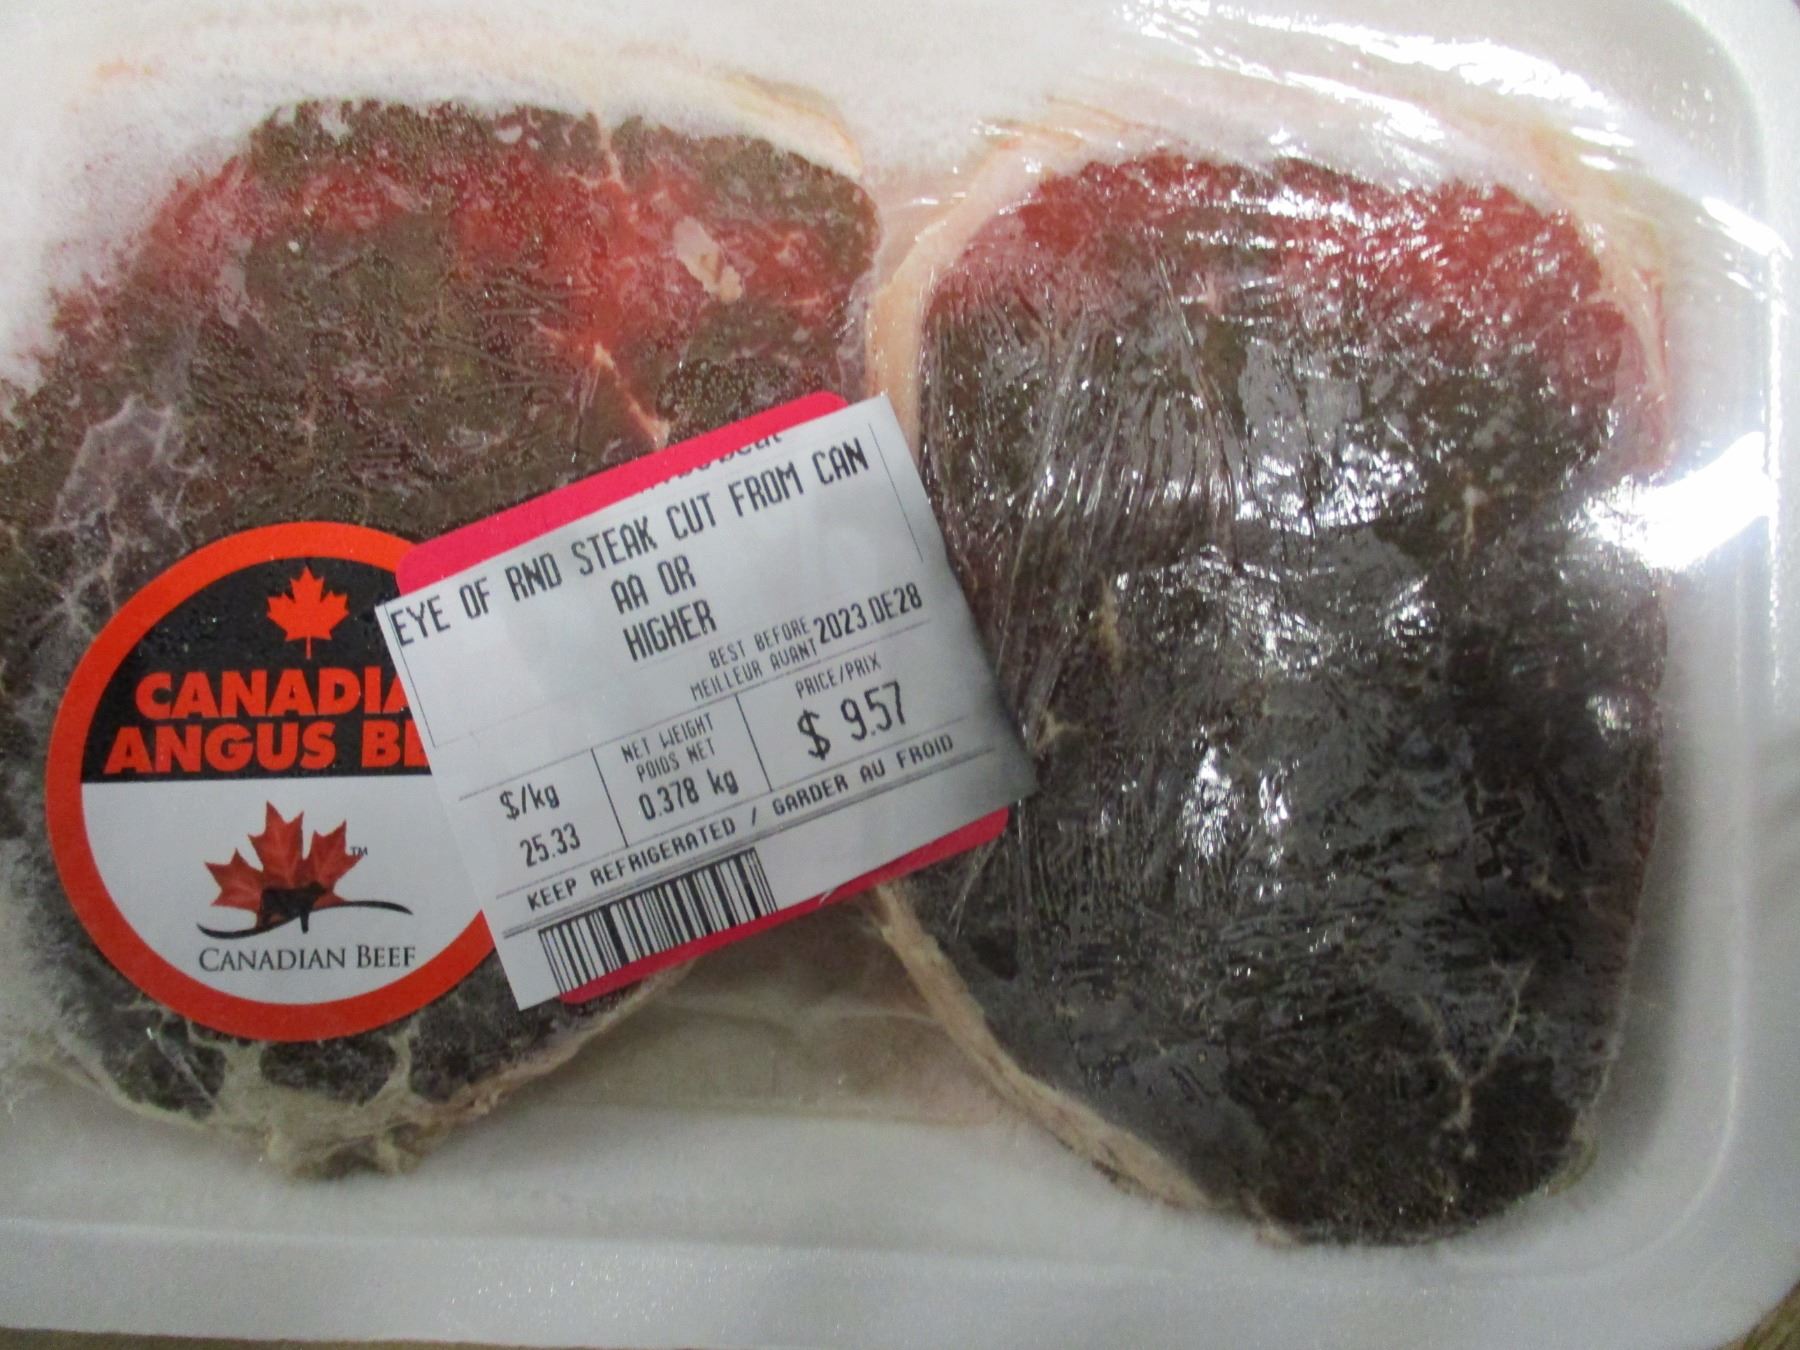 CANADIA
ANGUS BE
TM
CANADIAN BEEF
EYE OF RND STEAK CUT FROM CAN
AA OR
HIGHER
BEST BEFORE
MEILLEUR AVANT
2023.DE28
$/kg
25.33
NET WEIGHT
POIDS NET
0.378 kg
PRICE/PRIX
$ 9.57
KEEP REFRIGERATED / GARDER AU FROID